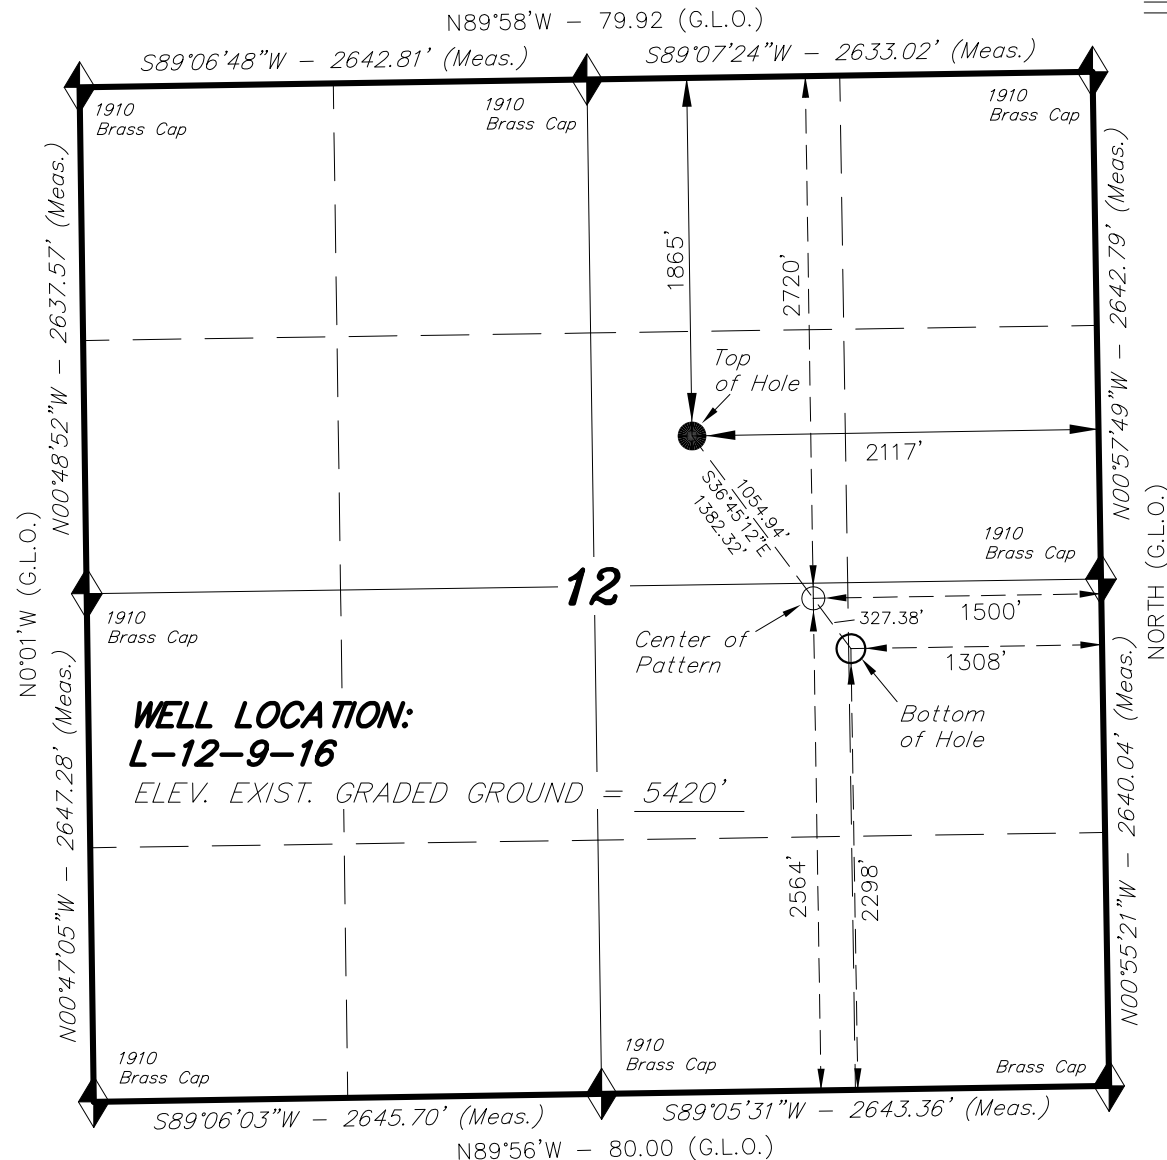 N89°58'W – 79.92 (G.L.O.)
S89°06'48"W – 2642.81' (Meas.)
S89°07'24"W – 2633.02' (Meas.)
1910
Brass Cap
1910
Brass Cap
1910
Brass Cap
N00°48'52"W – 2637.57' (Meas.)
1865'
2720'
N00°57'49"W – 2642.79' (Meas.)
Top
of Hole
2117'
1054.94'
S36°45'12"E
1382.32'
N0°01'W (G.L.O.)
NORTH (G.L.O.)
1910
Brass Cap
12
1910
Brass Cap
1500'
327.38'
Center of
Pattern
1308'
Bottom
of Hole
WELL LOCATION:
L–12–9–16
ELEV. EXIST. GRADED GROUND = 5420'
N00°47'05"W – 2647.28' (Meas.)
2564'
2298'
N00°55'21"W – 2640.04' (Meas.)
1910
Brass Cap
1910
Brass Cap
Brass Cap
S89°06'03"W – 2645.70' (Meas.)
S89°05'31"W – 2643.36' (Meas.)
N89°56'W – 80.00 (G.L.O.)